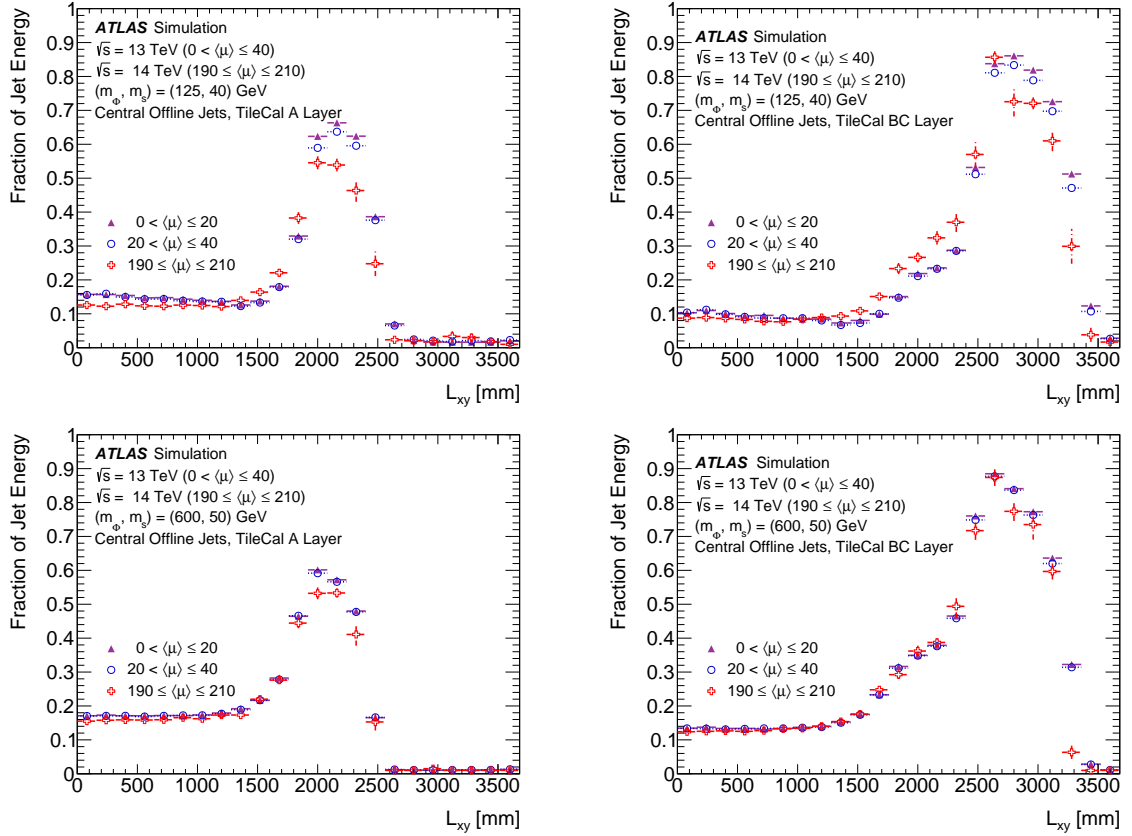 Fraction of Jet Energy
1
0.9
0.8
0.7
0.6
0.5
0.4
0.3
0.2
0.1
0
ATLAS Simulation
√s = 13 TeV (0 < ⟨μ⟩ ≤ 40)
√s = 14 TeV (190 ≤ ⟨μ⟩ ≤ 210)
(m_Φ, m_s) = (125, 40) GeV
Central Offline Jets, TileCal A Layer
0 < ⟨μ⟩ ≤ 20
20 < ⟨μ⟩ ≤ 40
190 ≤ ⟨μ⟩ ≤ 210
0 500 1000 1500 2000 2500 3000 3500
L_xy [mm]
Fraction of Jet Energy
1
0.9
0.8
0.7
0.6
0.5
0.4
0.3
0.2
0.1
0
ATLAS Simulation
√s = 13 TeV (0 < ⟨μ⟩ ≤ 40)
√s = 14 TeV (190 ≤ ⟨μ⟩ ≤ 210)
(m_Φ, m_s) = (125, 40) GeV
Central Offline Jets, TileCal BC Layer
0 < ⟨μ⟩ ≤ 20
20 < ⟨μ⟩ ≤ 40
190 ≤ ⟨μ⟩ ≤ 210
0 500 1000 1500 2000 2500 3000 3500
L_xy [mm]
Fraction of Jet Energy
1
0.9
0.8
0.7
0.6
0.5
0.4
0.3
0.2
0.1
0
ATLAS Simulation
√s = 13 TeV (0 < ⟨μ⟩ ≤ 40)
√s = 14 TeV (190 ≤ ⟨μ⟩ ≤ 210)
(m_Φ, m_s) = (600, 50) GeV
Central Offline Jets, TileCal A Layer
0 < ⟨μ⟩ ≤ 20
20 < ⟨μ⟩ ≤ 40
190 ≤ ⟨μ⟩ ≤ 210
0 500 1000 1500 2000 2500 3000 3500
L_xy [mm]
Fraction of Jet Energy
1
0.9
0.8
0.7
0.6
0.5
0.4
0.3
0.2
0.1
0
ATLAS Simulation
√s = 13 TeV (0 < ⟨μ⟩ ≤ 40)
√s = 14 TeV (190 ≤ ⟨μ⟩ ≤ 210)
(m_Φ, m_s) = (600, 50) GeV
Central Offline Jets, TileCal BC Layer
0 < ⟨μ⟩ ≤ 20
20 < ⟨μ⟩ ≤ 40
190 ≤ ⟨μ⟩ ≤ 210
0 500 1000 1500 2000 2500 3000 3500
L_xy [mm]